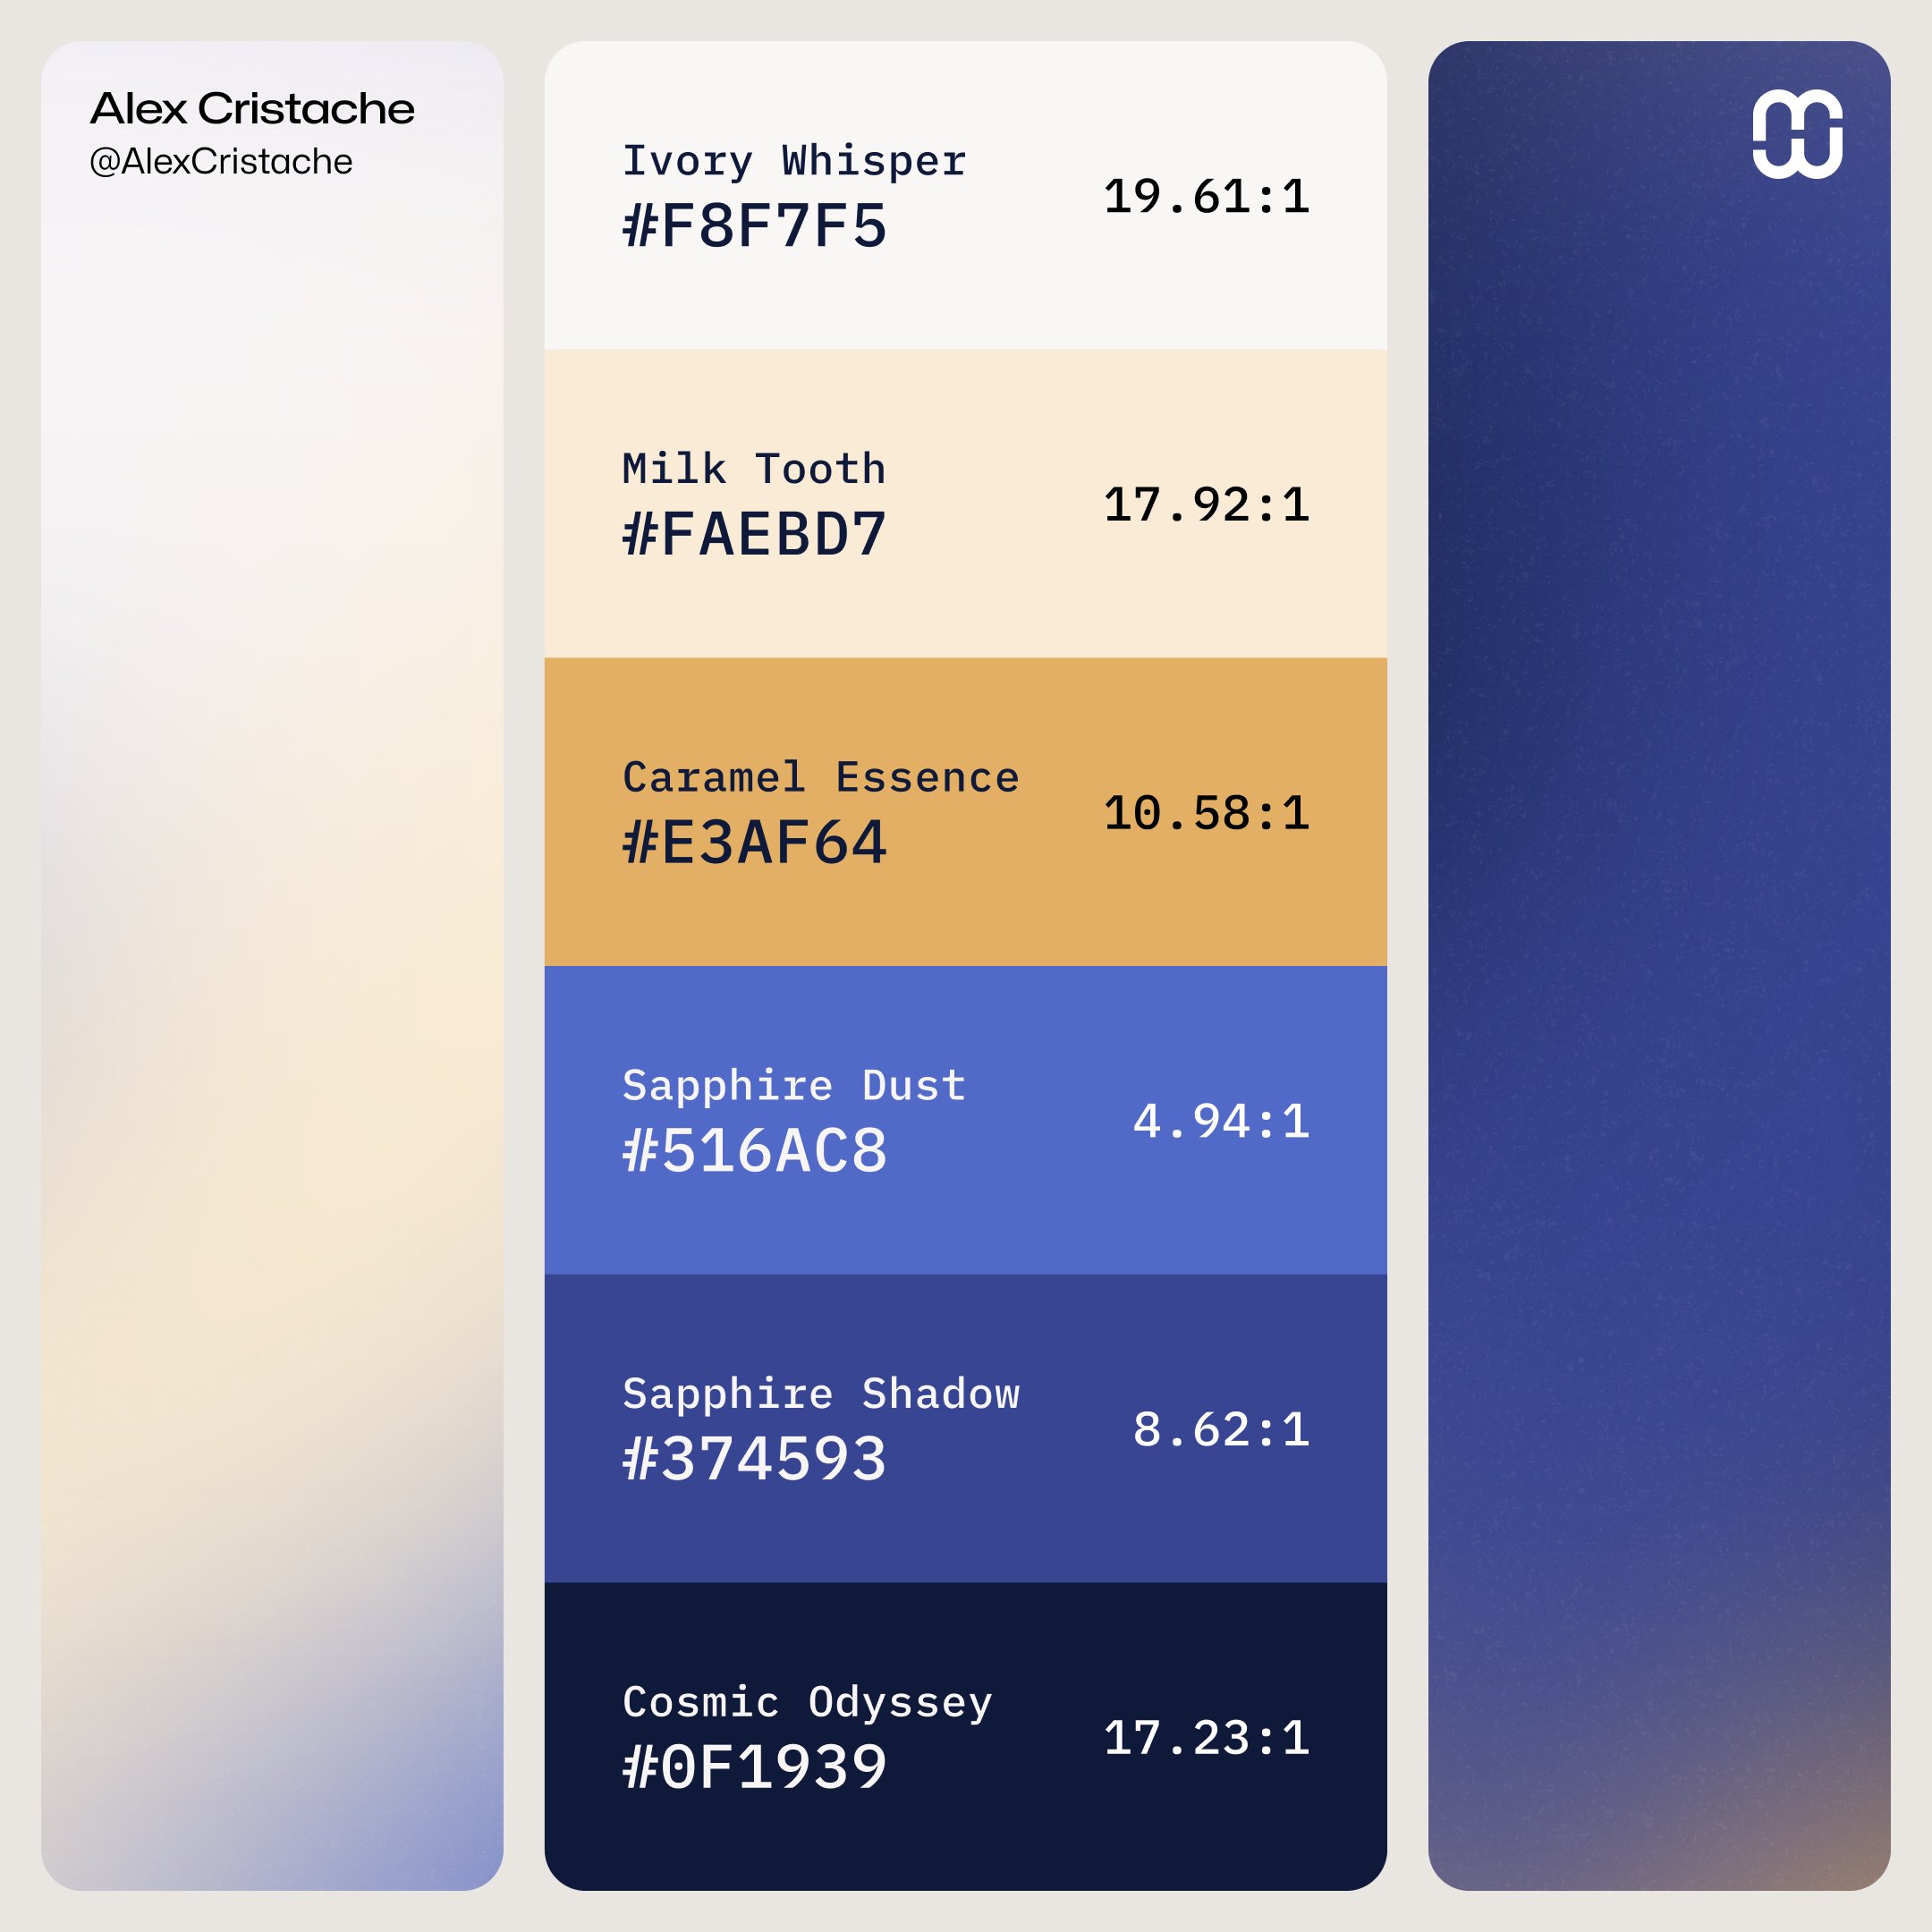 Alex Cristache
@AlexCristache
Ivory Whisper
#F8F7F5
19.61:1
Milk Tooth
#FAEBD7
17.92:1
Caramel Essence
#E3AF64
10.58:1
Sapphire Dust
#516AC8
4.94:1
Sapphire Shadow
#374593
8.62:1
Cosmic Odyssey
#0F1939
17.23:1